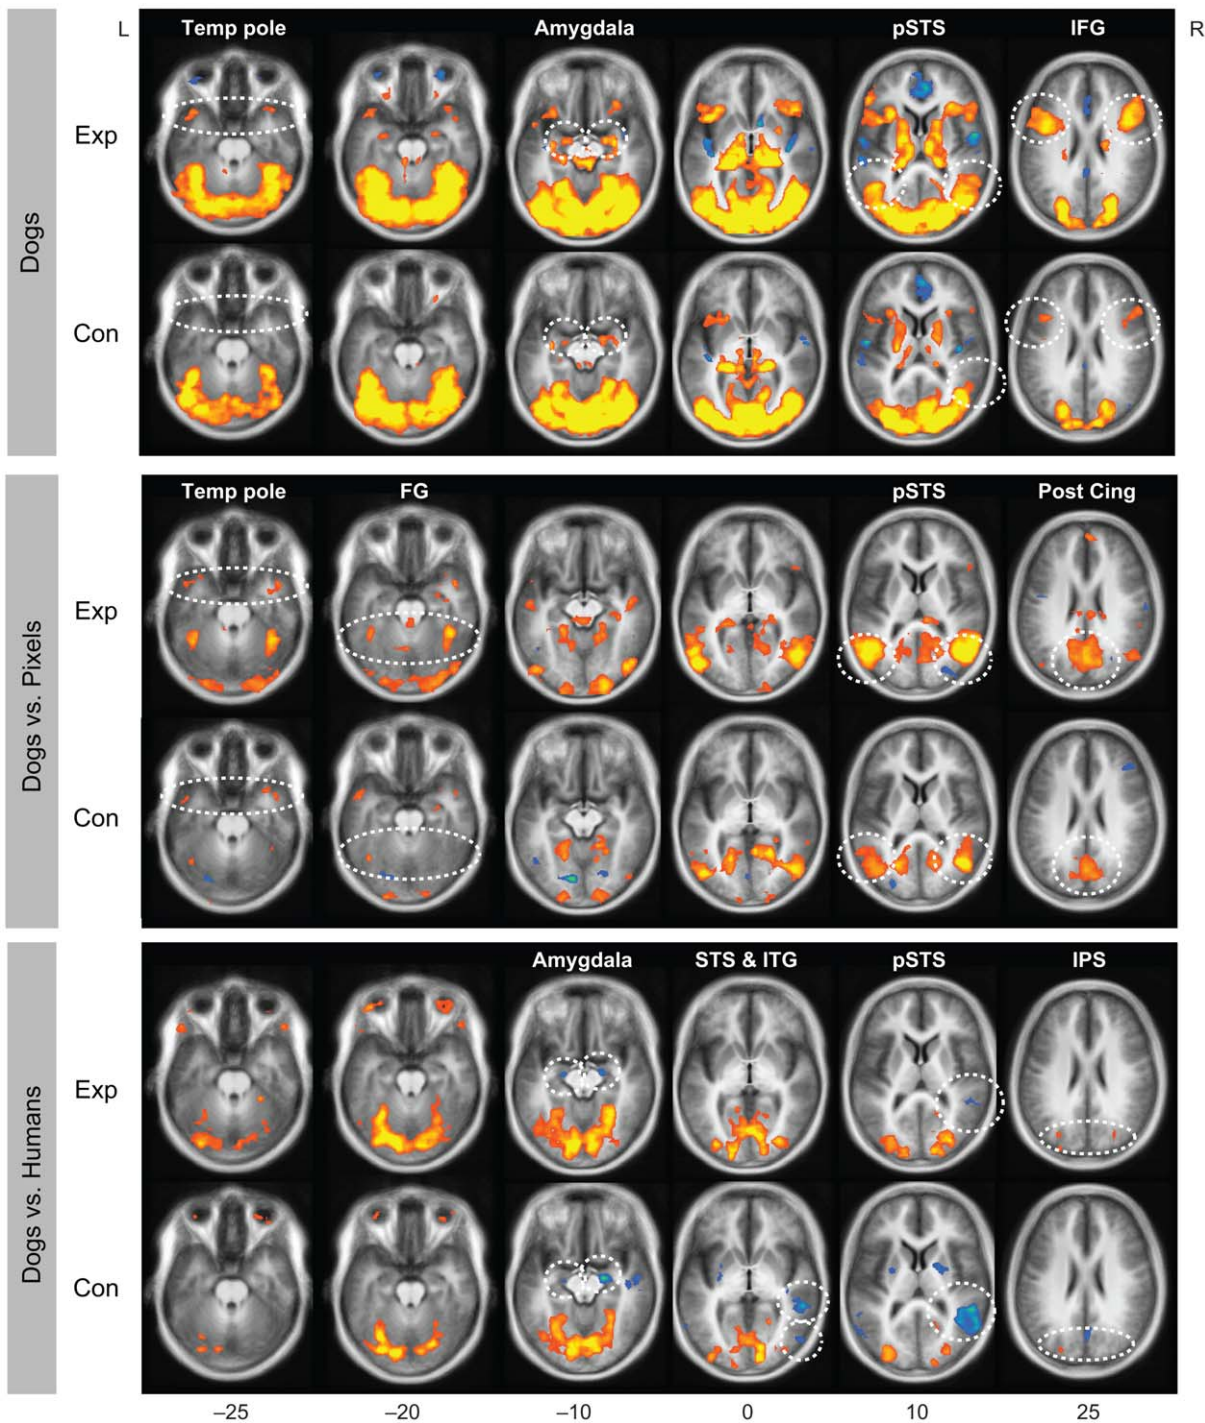 L
Temp pole
Amygdala
pSTS
IFG
R
Dogs
Exp
Con
Temp pole
FG
pSTS
Post Cing
Dogs vs. Pixels
Exp
Con
Amygdala
STS & ITG
pSTS
IPS
Dogs vs. Humans
Exp
Con
–25
–20
–10
0
10
25